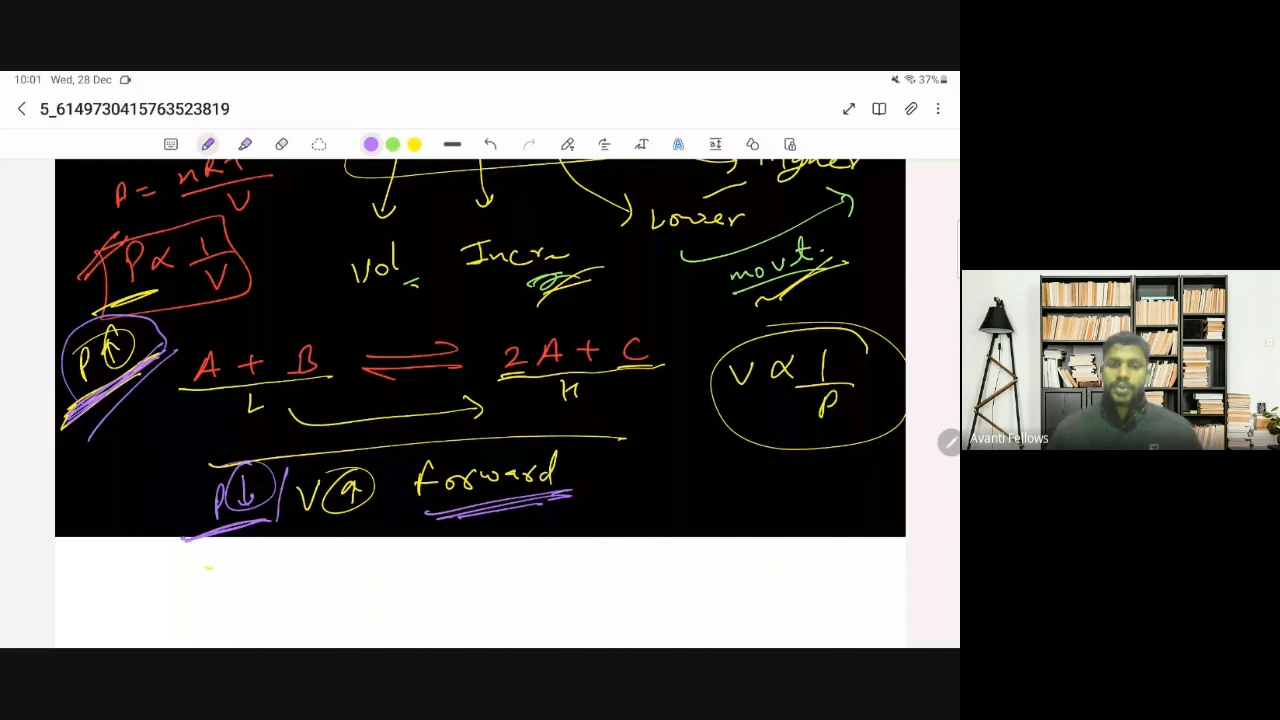 10:01 Wed, 28 Dec 37%
5_6149730415763523819
P = nRT / V
Higher
Lower
P ∝ 1/V
Vol Incr
movt.
P↑
A + B ⇌ 2A + C
L H
V ∝ 1/P
P↓ / V↑ forward
Avanti Fellows